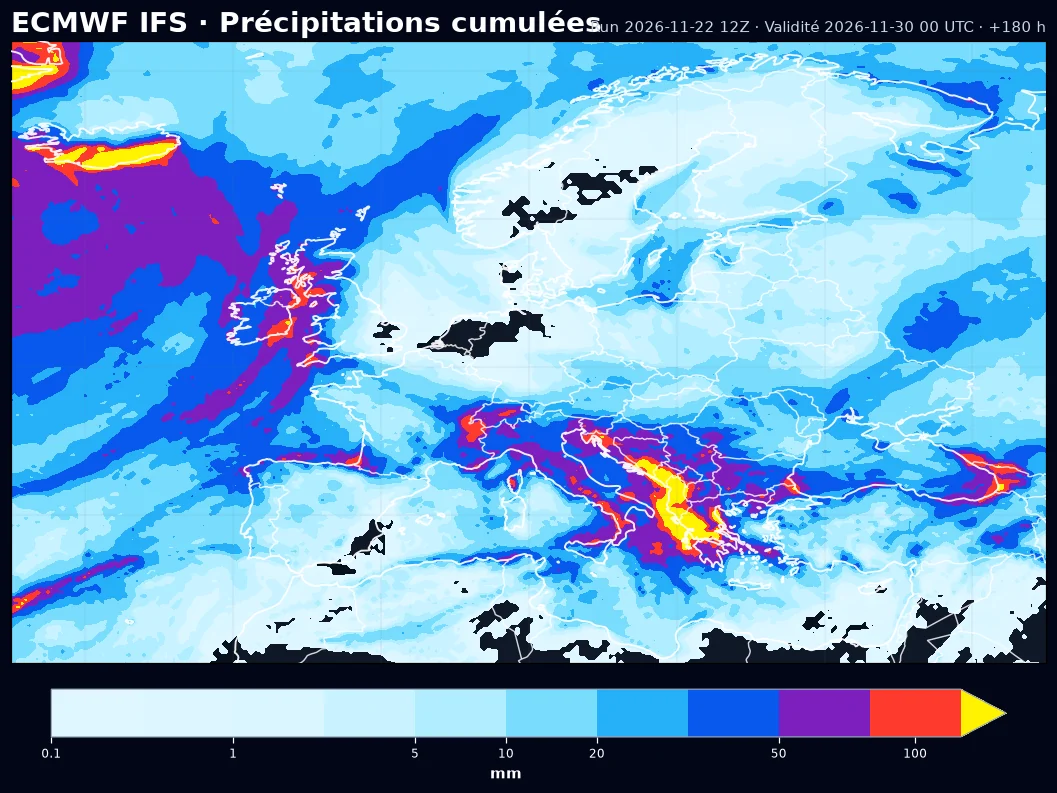 ECMWF IFS · Précipitations cumulées
Run 2026-11-22 12Z · Validité 2026-11-30 00 UTC · +180 h
0.1 1 5 10 20 50 100
mm